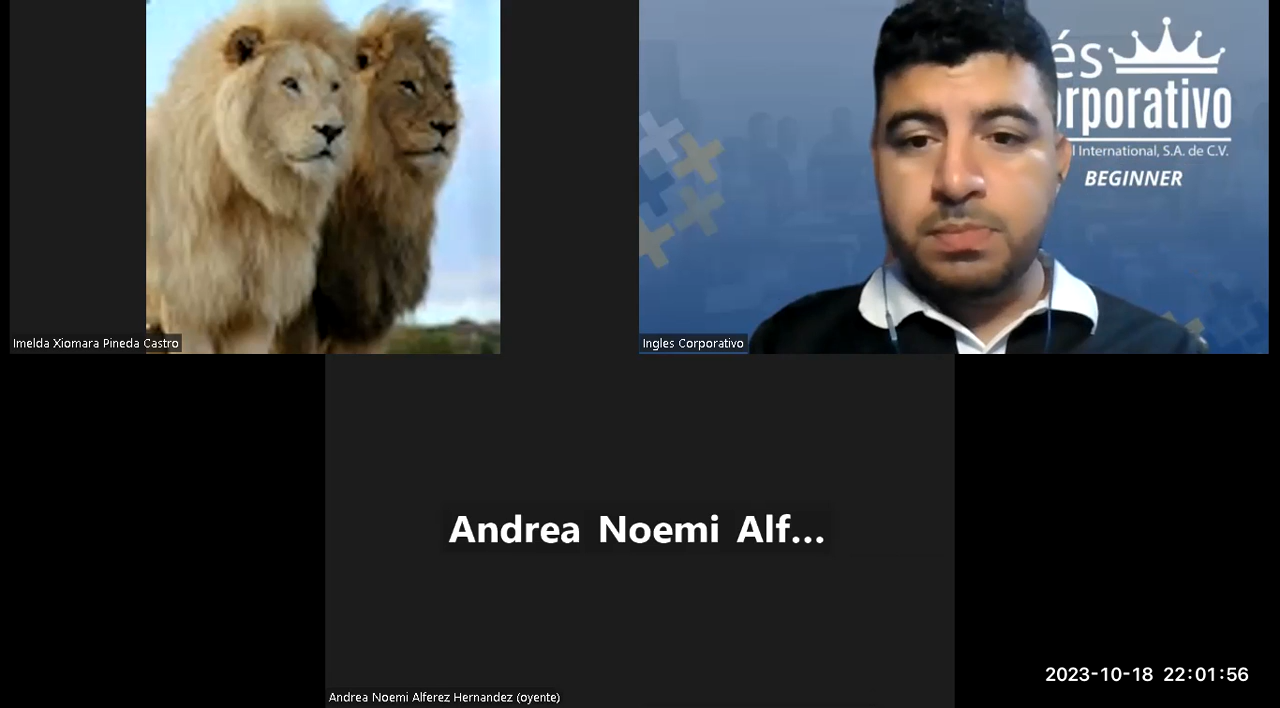 és
orporativo
l International, S.A. de C.V.
BEGINNER
Imelda Xiomara Pineda Castro
Ingles Corporativo
Andrea Noemi Alf...
Andrea Noemi Alferez Hernandez (oyente)
2023-10-18 22:01:56